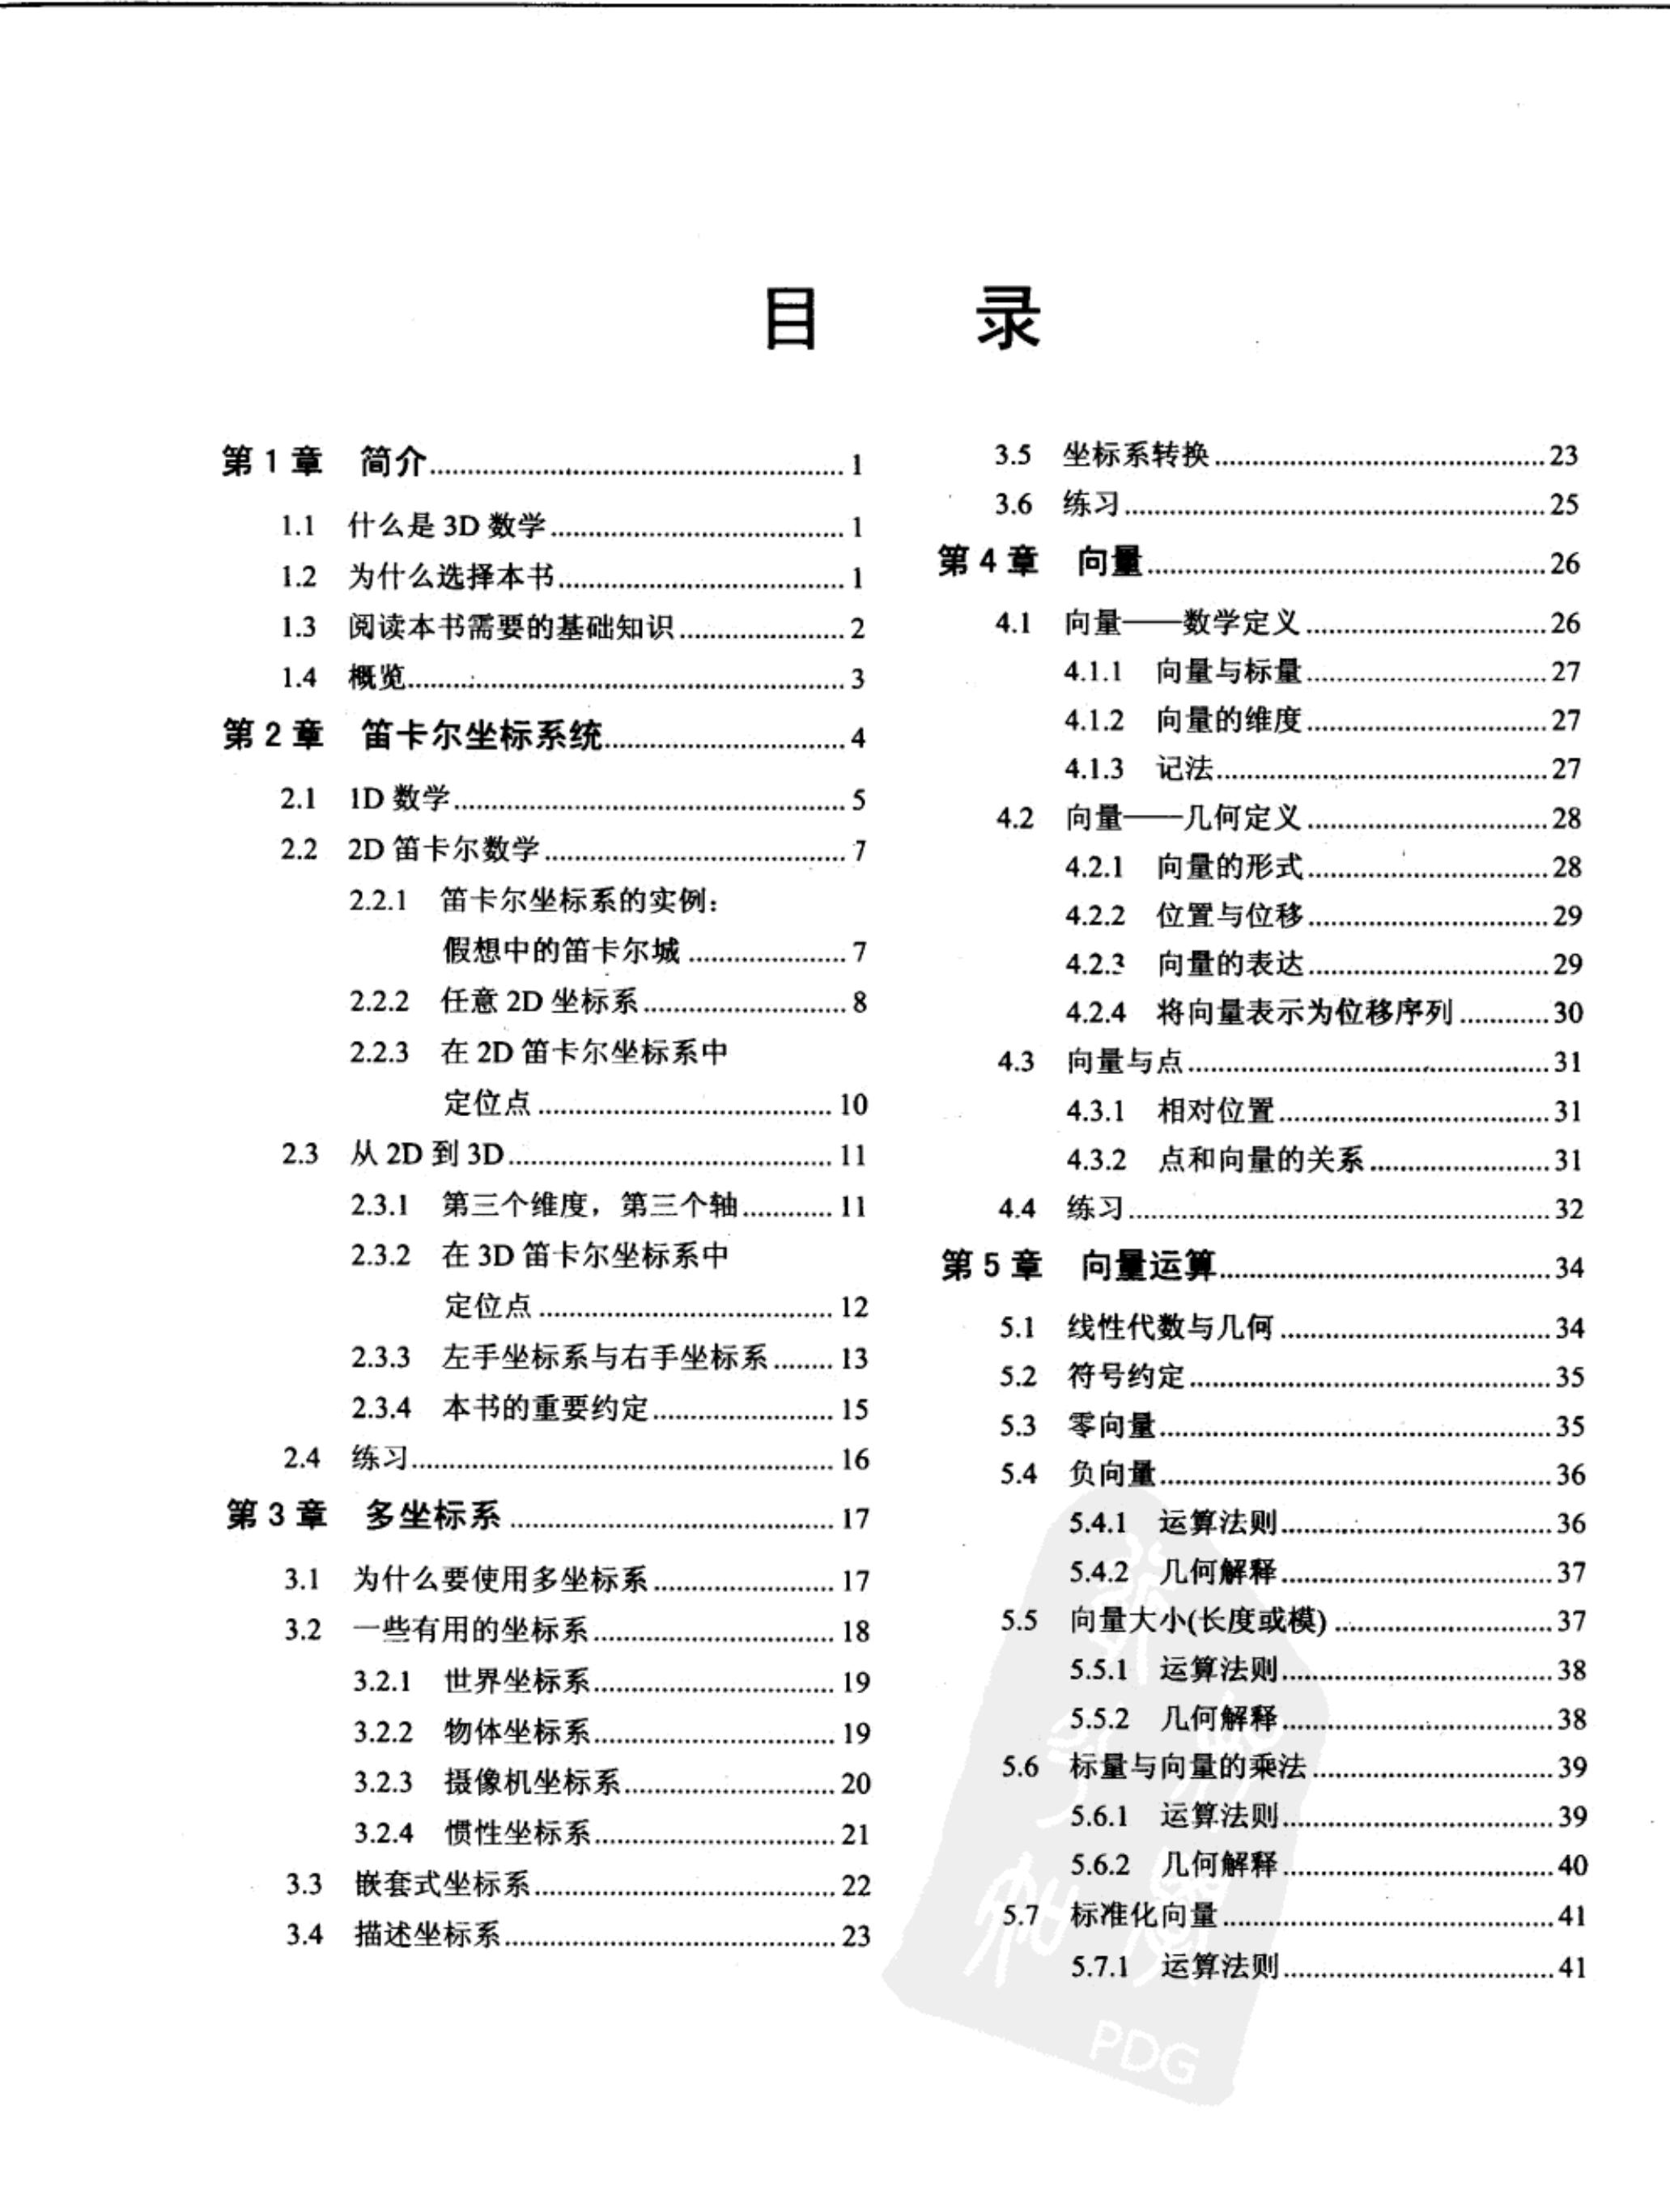 目 录
第 1 章 简介 1
1.1 什么是 3D 数学 1
1.2 为什么选择本书 1
1.3 阅读本书需要的基础知识 2
1.4 概览 3
第 2 章 笛卡尔坐标系统 4
2.1 1D 数学 5
2.2 2D 笛卡尔数学 7
2.2.1 笛卡尔坐标系的实例：
假想中的笛卡尔城 7
2.2.2 任意 2D 坐标系 8
2.2.3 在 2D 笛卡尔坐标系中
定位点 10
2.3 从 2D 到 3D 11
2.3.1 第三个维度，第三个轴 11
2.3.2 在 3D 笛卡尔坐标系中
定位点 12
2.3.3 左手坐标系与右手坐标系 13
2.3.4 本书的重要约定 15
2.4 练习 16
第 3 章 多坐标系 17
3.1 为什么要使用多坐标系 17
3.2 一些有用的坐标系 18
3.2.1 世界坐标系 19
3.2.2 物体坐标系 19
3.2.3 摄像机坐标系 20
3.2.4 惯性坐标系 21
3.3 嵌套式坐标系 22
3.4 描述坐标系 23
3.5 坐标系转换 23
3.6 练习 25
第 4 章 向量 26
4.1 向量——数学定义 26
4.1.1 向量与标量 27
4.1.2 向量的维度 27
4.1.3 记法 27
4.2 向量——几何定义 28
4.2.1 向量的形式 28
4.2.2 位置与位移 29
4.2.3 向量的表达 29
4.2.4 将向量表示为位移序列 30
4.3 向量与点 31
4.3.1 相对位置 31
4.3.2 点和向量的关系 31
4.4 练习 32
第 5 章 向量运算 34
5.1 线性代数与几何 34
5.2 符号约定 35
5.3 零向量 35
5.4 负向量 36
5.4.1 运算法则 36
5.4.2 几何解释 37
5.5 向量大小(长度或模) 37
5.5.1 运算法则 38
5.5.2 几何解释 38
5.6 标量与向量的乘法 39
5.6.1 运算法则 39
5.6.2 几何解释 40
5.7 标准化向量 41
5.7.1 运算法则 41
PDG